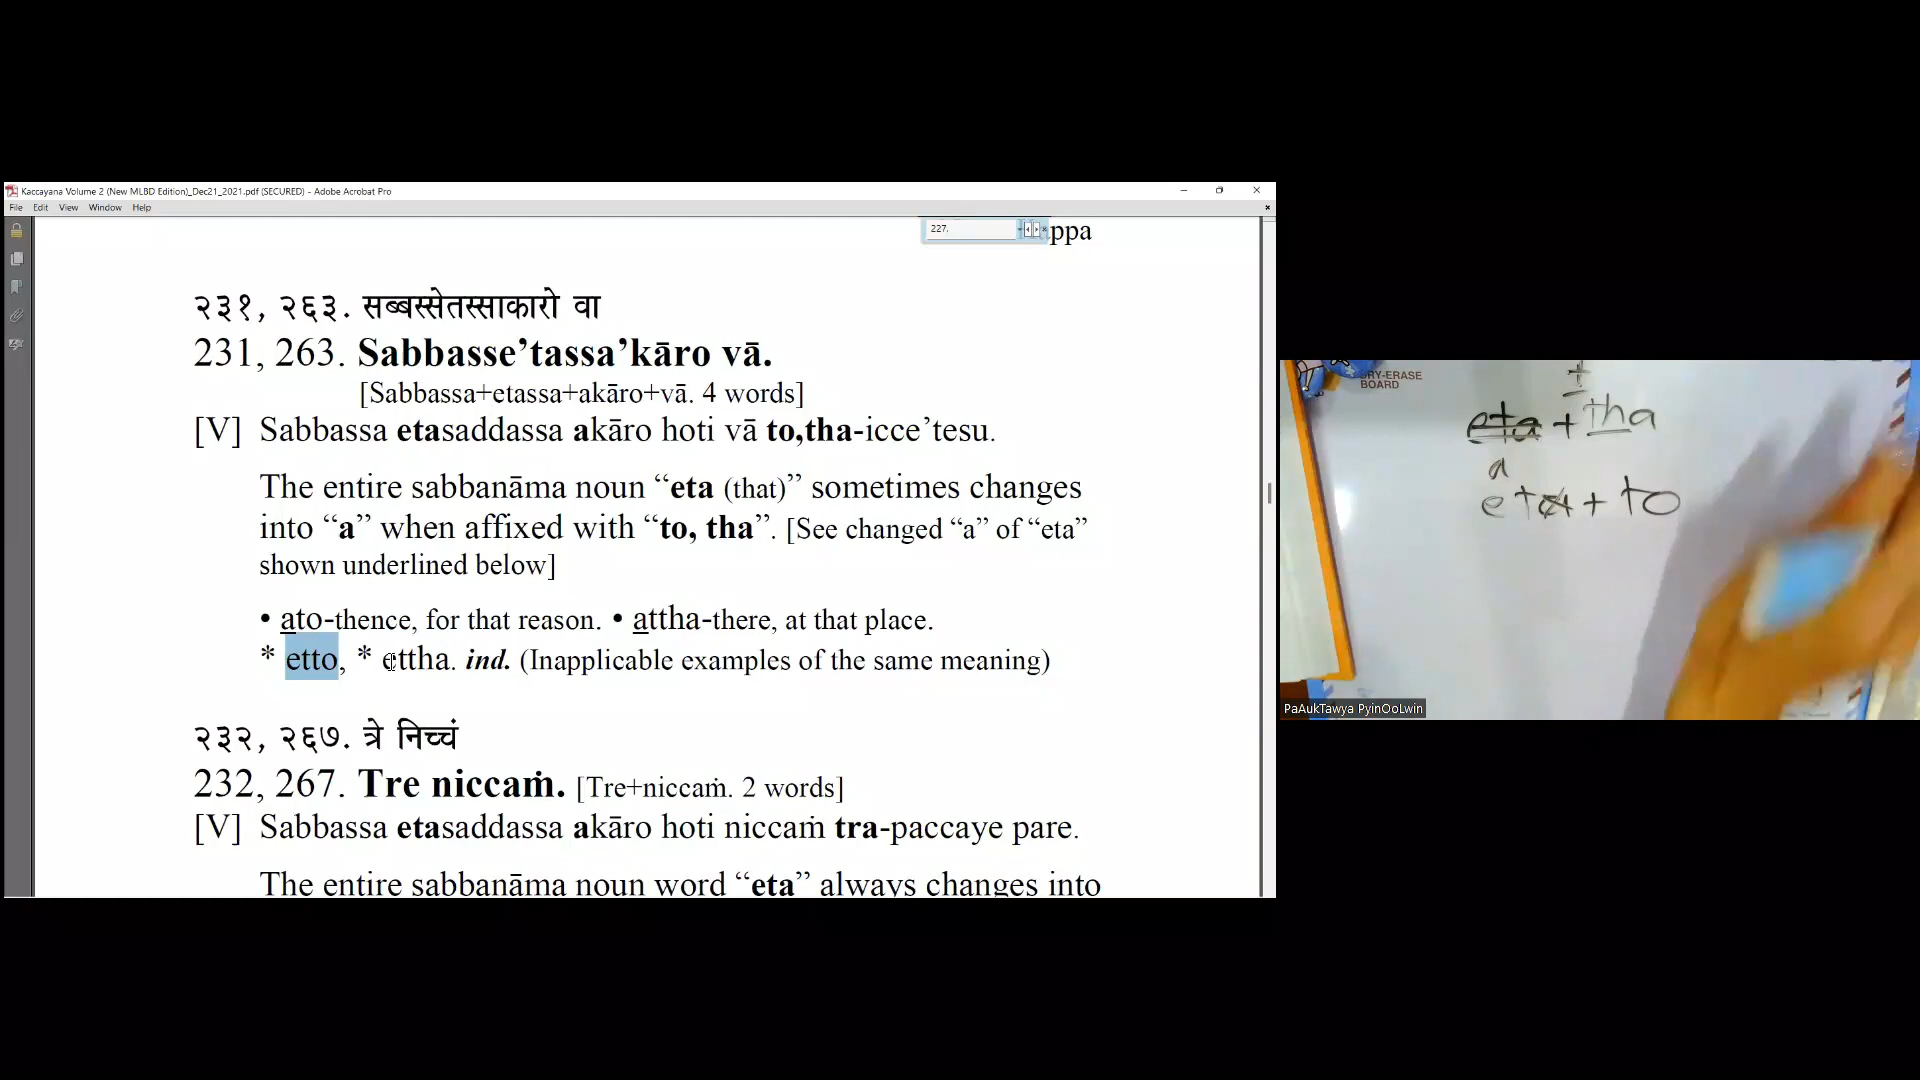 Kaccayana Volume 2 (New MLBD Edition)_Dec21_2021.pdf (SECURED) - Adobe Acrobat Pro
File Edit View Window Help
227.
२३१, २६३. सब्बस्सेतस्साकारो वा
231, 263. Sabbasse’tassa’kāro vā.
[Sabbassa+etassa+akāro+vā. 4 words]
[V] Sabbassa etasaddassa akāro hoti vā to,tha-icce’tesu.
The entire sabbanāma noun “eta (that)” sometimes changes
into “a” when affixed with “to, tha”. [See changed “a” of “eta”
shown underlined below]
• ato-thence, for that reason. • attha-there, at that place.
* etto, * ettha. ind. (Inapplicable examples of the same meaning)
२३२, २६७. त्रे निच्चं
232, 267. Tre niccaṁ. [Tre+niccaṁ. 2 words]
[V] Sabbassa etasaddassa akāro hoti niccaṁ tra-paccaye pare.
The entire sabbanāma noun word “eta” always changes into
DRY-ERASE
BOARD
t
eta + tha
a
eta + to
PaAukTawya PyinOoLwin